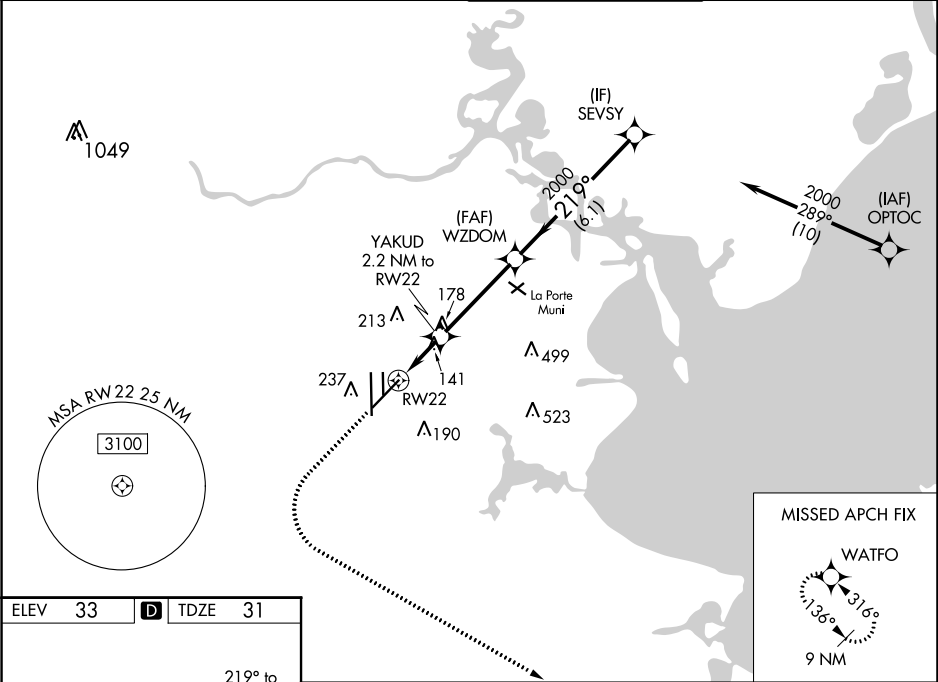 1049
(IF)
SEVSY
2000
219°
(6.1)
2000
289°
(10)
(IAF)
OPTOC
(FAF)
WZDOM
YAKUD
2.2 NM to
RW22
178
La Porte
Muni
213
499
141
237
RW22
523
190
MSA RW22 25 NM
3100
MISSED APCH FIX
WATFO
316°
136°
9 NM
ELEV 33 D TDZE 31
219° to